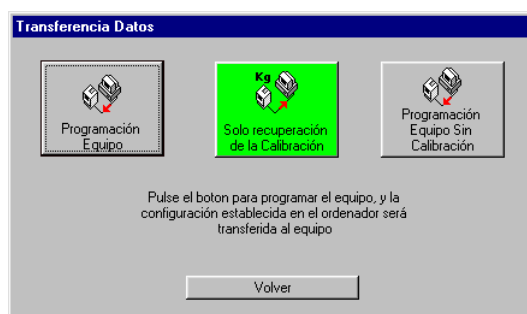 Transferencia Datos
Programación
Equipo
Kg
Solo recuperación
de la Calibración
Programación
Equipo Sin
Calibración
Pulse el boton para programar el equipo, y la
configuración establecida en el ordenador será
transferida al equipo
Volver